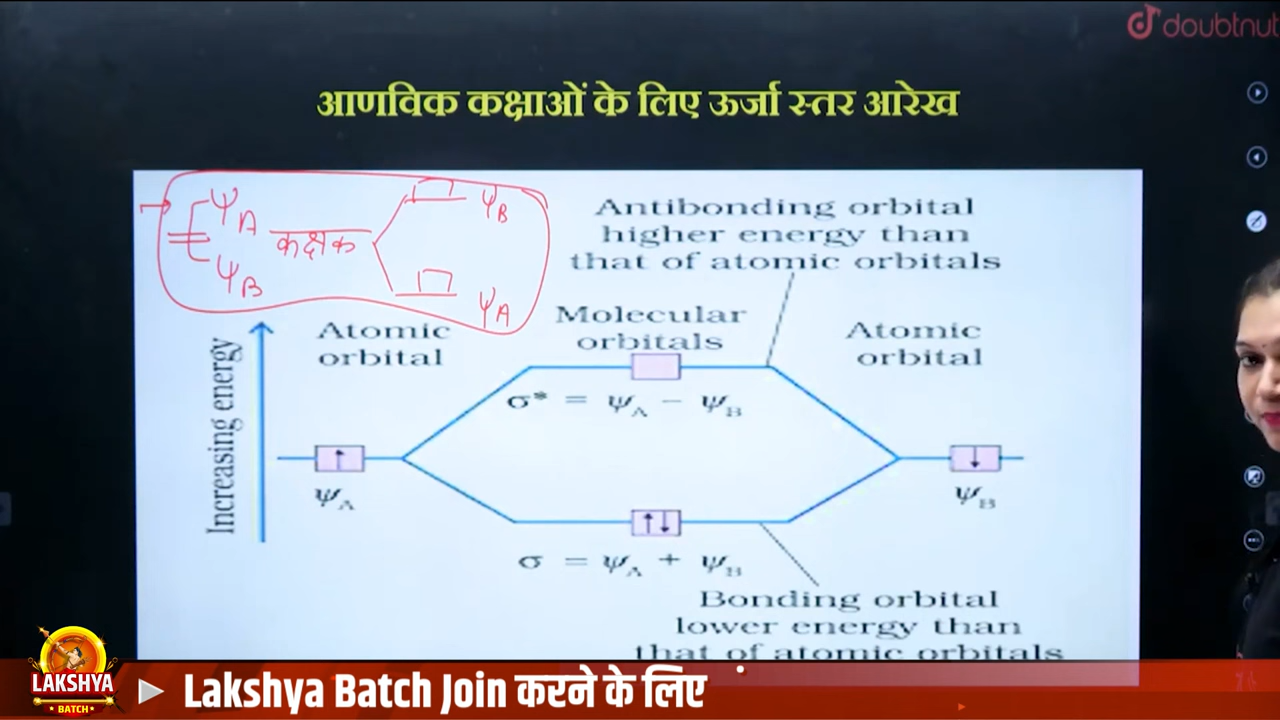 doubtnut
आणविक कक्षाओं के लिए ऊर्जा स्तर आरेख
ψA
कक्षक
ψB
ψB
ψA
Antibonding orbital
higher energy than
that of atomic orbitals
Atomic
orbital
Molecular
orbitals
Atomic
orbital
Increasing energy
σ* = ψA − ψB
↑
ψA
↓
ψB
↑↓
σ = ψA + ψB
Bonding orbital
lower energy than
that of atomic orbitals
LAKSHYA
BATCH
Lakshya Batch Join करने के लिए